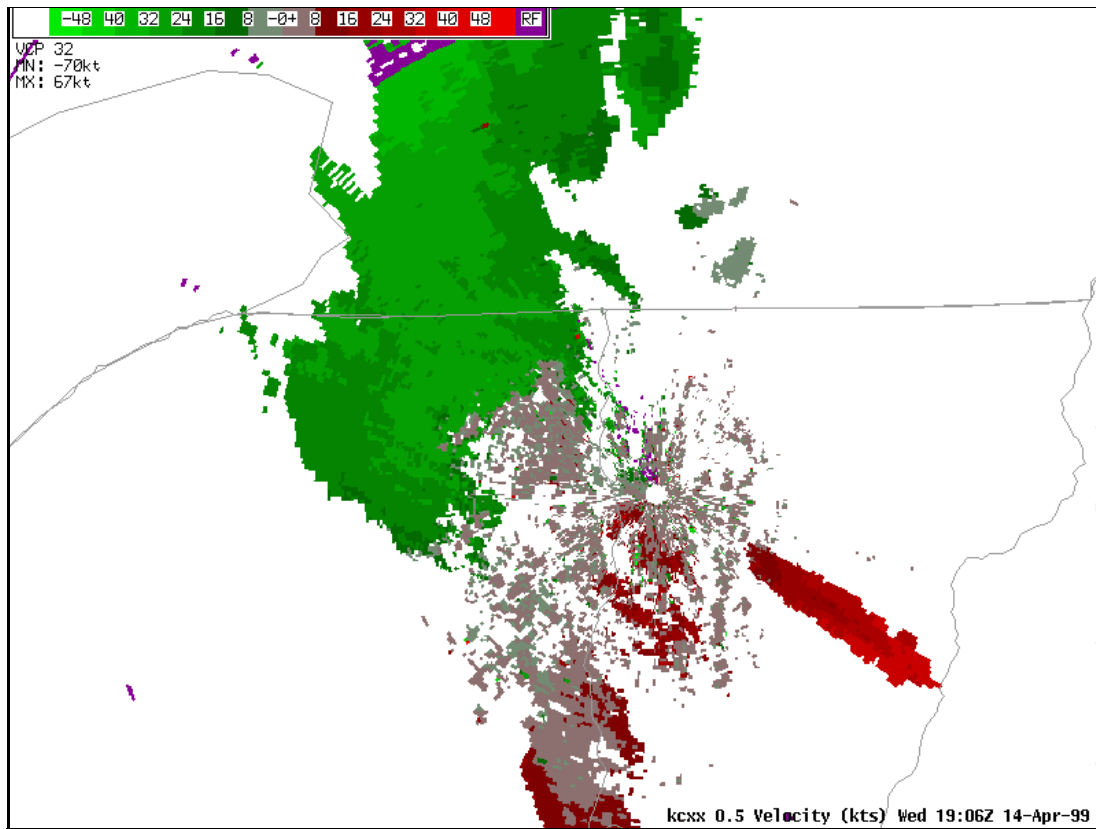 -48 40 32 24 16 8 -0+ 8 16 24 32 40 48 RF
VCP 32
MN: -70kt
MX: 67kt
kcxx 0.5 Velocity (kts) Wed 19:06Z 14-Apr-99